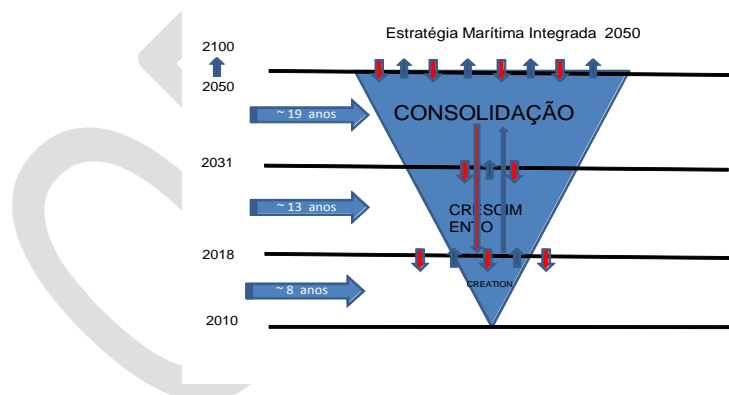 Estratégia Marítima Integrada 2050
2100
2050
~ 19 anos
CONSOLIDAÇÃO
2031
~ 13 anos
CRESCIM
ENTO
2018
~ 8 anos
CREATION
2010